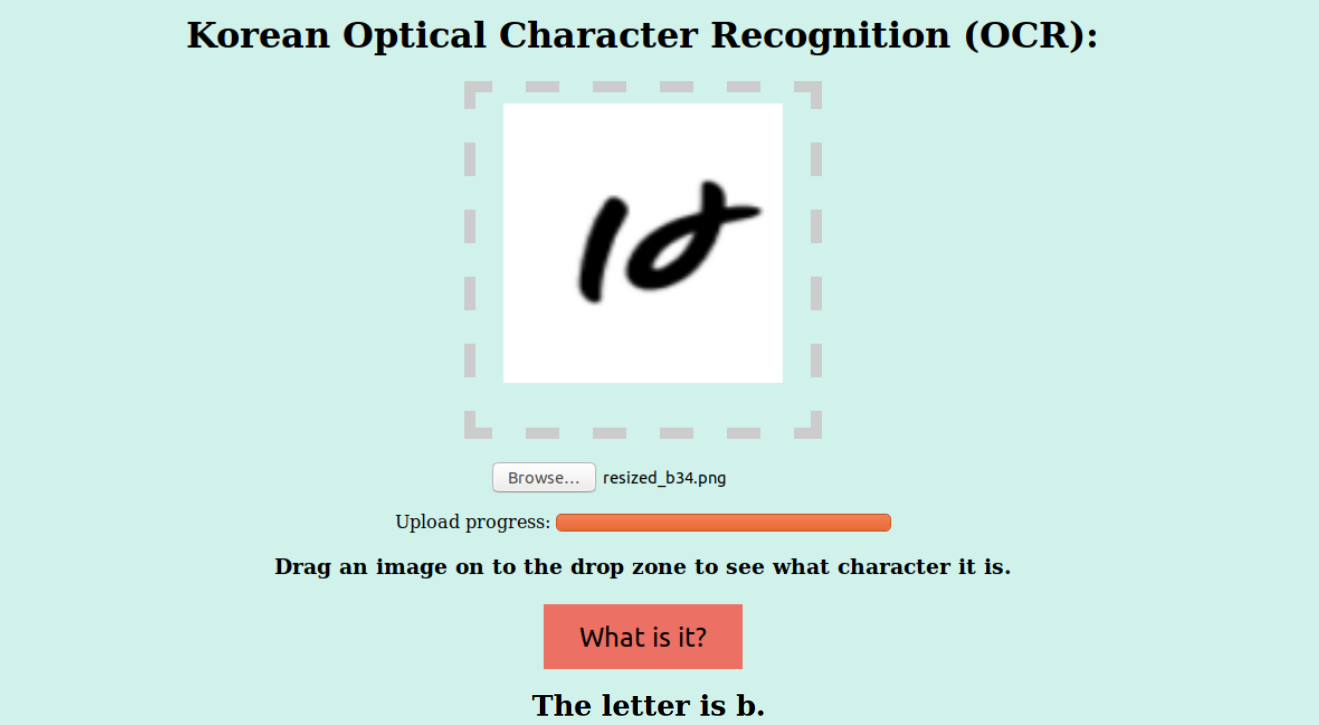 Korean Optical Character Recognition (OCR):
ㅂ
Browse... resized_b34.png
Upload progress:
Drag an image on to the drop zone to see what character it is.
What is it?
The letter is b.